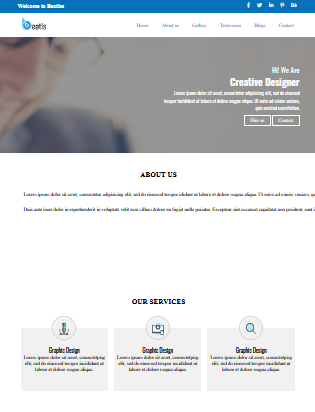 Welcome to Beatles
beatls
Home About us Gallery Testimonias Blogs Contact
Hi! We Are
Creative Designer
Lorem ipsum dolor sit amet, consectetur adipisicing elit, sed do eiusmod
tempor incididunt ut labore et dolore magna aliqua. Ut enim ad minim veniam,
quis nostrud exercitation.
Hier us Contact
ABOUT US
Lorem ipsum dolor sit amet, consectetur adipisicing elit, sed do eiusmod tempor ididunt ut labore et dolore magna aliqua. Ut enim ad minim veniam, qu
Duis aute irure dolor in reprehenderit in voluptate velit esse cillum dolore eu fugiat nulla pariatur. Excepteur sint occaecat cupidatat non proident, sunt i
OUR SERVICES
Graphic Design Graphic Design Graphic Design
Lorem ipsum dolor sit amet, consectetping Lorem ipsum dolor sit amet, consectetping Lorem ipsum dolor sit amet, consectetping
elit, sed do eiusmod tempor incididunt ut elit, sed do eiusmod tempor incididunt ut elit, sed do eiusmod tempor incididunt ut
labore et dolore magna aliqua. labore et dolore magna aliqua. labore et dolore magna aliqua.